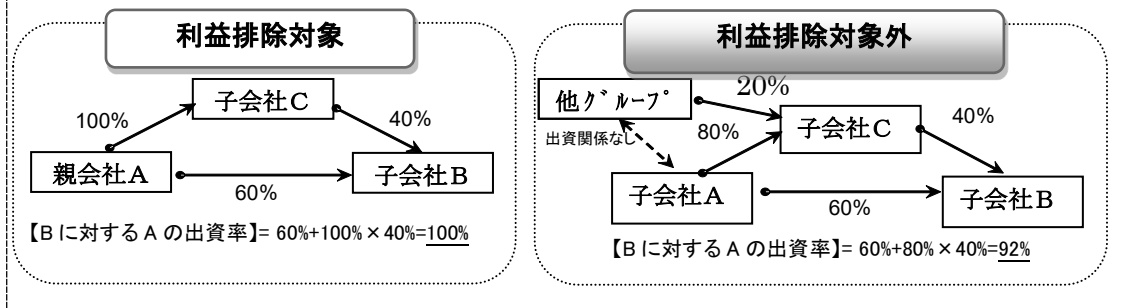 利益排除対象
子会社C
100%
40%
親会社A
子会社B
60%
【Bに対するAの出資率】= 60%+100%×40%=100%
利益排除対象外
他グループ
20%
子会社C
80%
40%
出資関係なし
子会社A
子会社B
60%
【Bに対するAの出資率】= 60%+80%×40%=92%